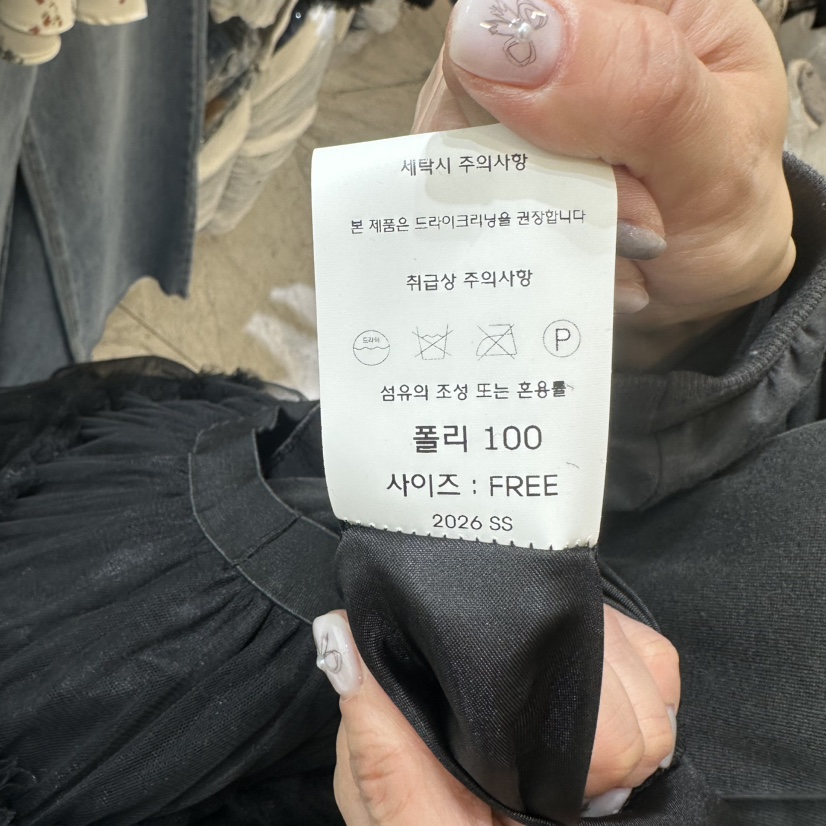 세탁시 주의사항
본 제품은 드라이크리닝을 권장합니다
취급상 주의사항
드라이
P
섬유의 조성 또는 혼용률
폴리 100
사이즈 : FREE
2026 SS